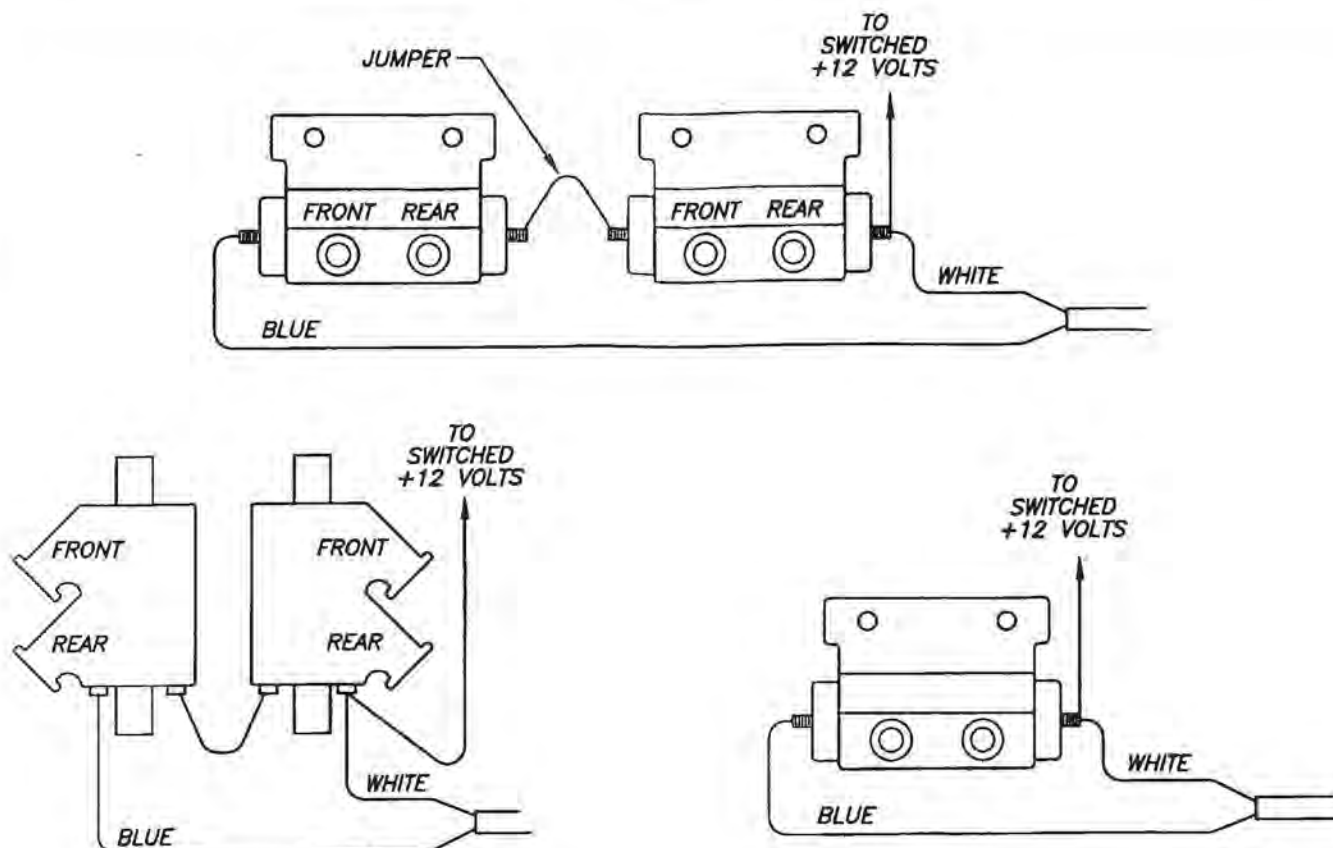 TO
SWITCHED
+12 VOLTS
JUMPER
FRONT REAR
FRONT REAR
WHITE
BLUE
TO
SWITCHED
+12 VOLTS
FRONT
FRONT
REAR
REAR
WHITE
BLUE
TO
SWITCHED
+12 VOLTS
WHITE
BLUE